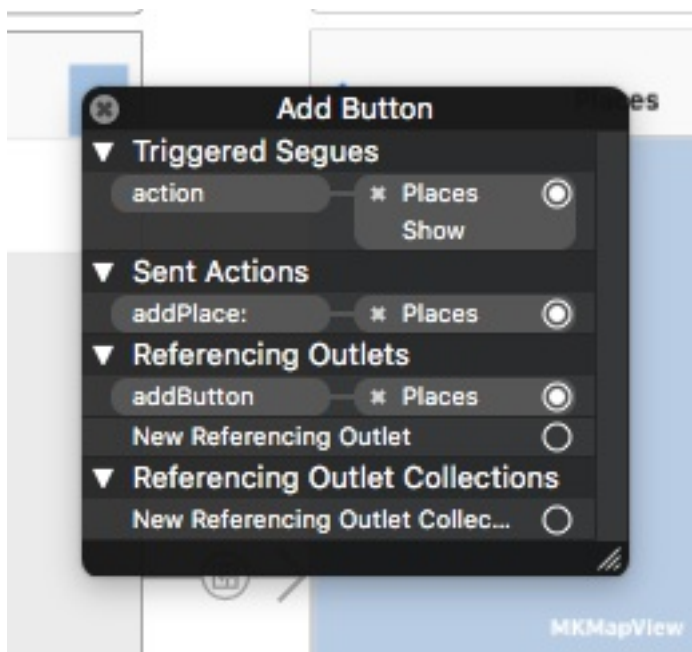 Add Button
Places
▼ Triggered Segues
action ✖ Places
Show
▼ Sent Actions
addPlace: ✖ Places
▼ Referencing Outlets
addButton ✖ Places
New Referencing Outlet
▼ Referencing Outlet Collections
New Referencing Outlet Collec...
MKMapView